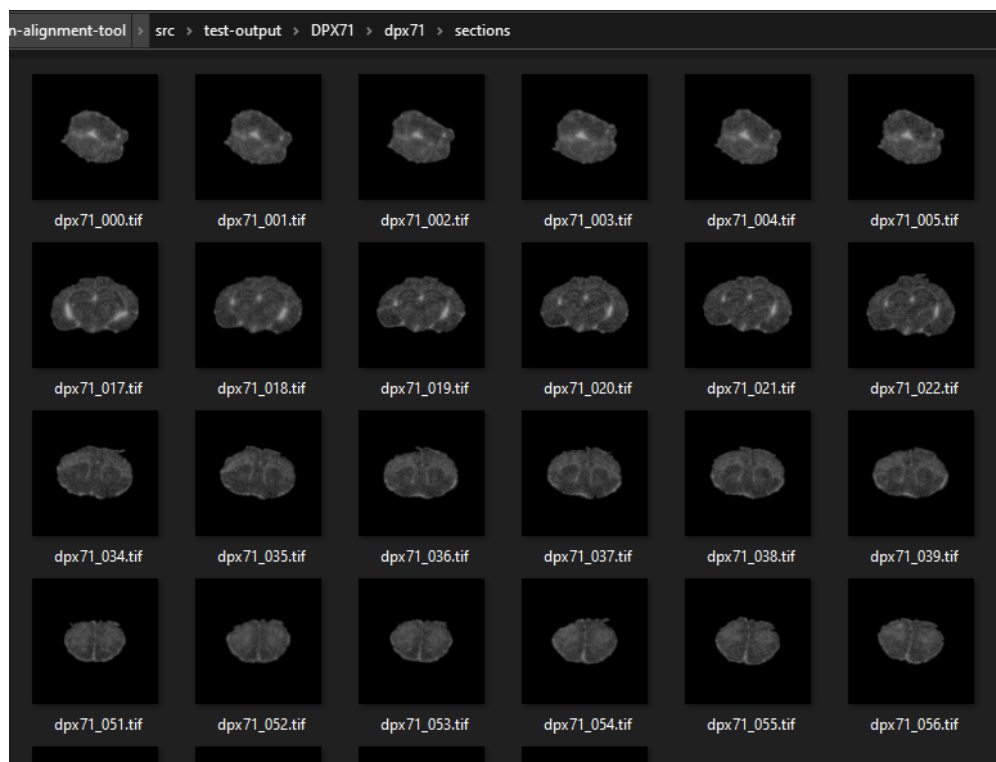 n-alignment-tool > src > test-output > DPX71 > dpx71 > sections
dpx71_000.tif dpx71_001.tif dpx71_002.tif dpx71_003.tif dpx71_004.tif dpx71_005.tif
dpx71_017.tif dpx71_018.tif dpx71_019.tif dpx71_020.tif dpx71_021.tif dpx71_022.tif
dpx71_034.tif dpx71_035.tif dpx71_036.tif dpx71_037.tif dpx71_038.tif dpx71_039.tif
dpx71_051.tif dpx71_052.tif dpx71_053.tif dpx71_054.tif dpx71_055.tif dpx71_056.tif